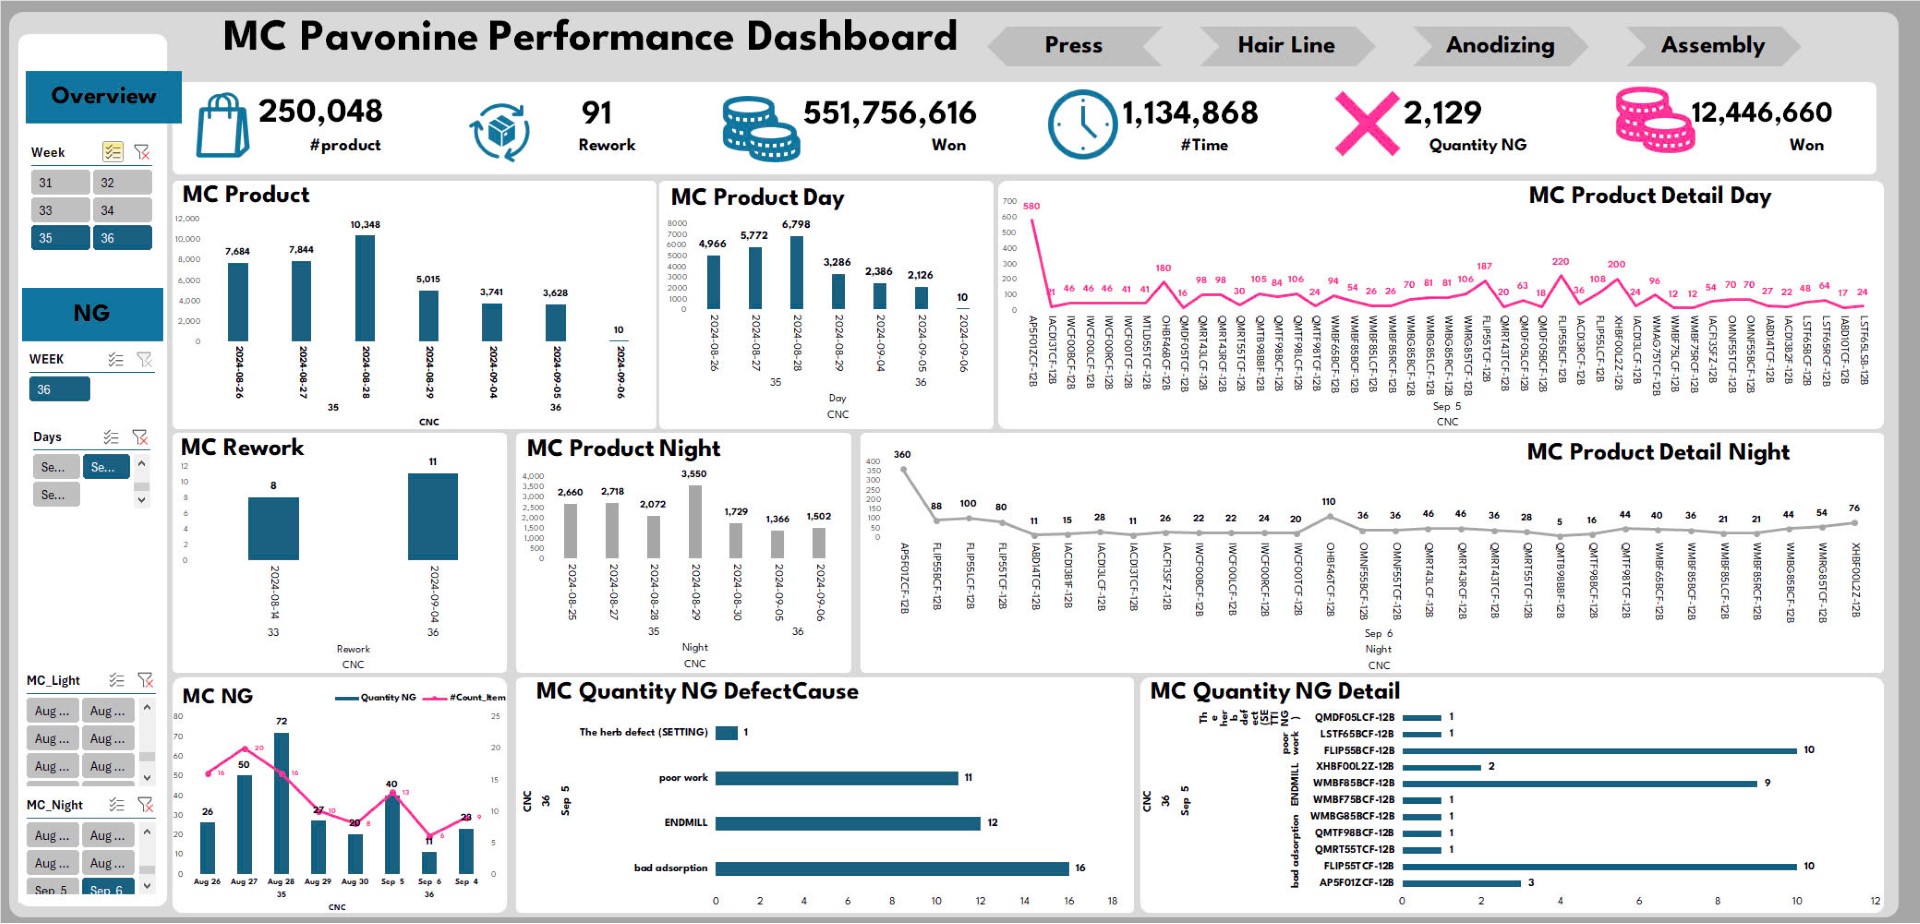 MC Pavonine Performance Dashboard
Press
Hair Line
Anodizing
Assembly
Overview
250,048
#product
91
Rework
551,756,616
Won
1,134,868
#Time
2,129
Quantity NG
12,446,660
Won
Week
31 32
33 34
35 36
NG
WEEK
36
Days
Se... Se...
Se...
MC_Light
Aug ... Aug ...
Aug ... Aug ...
Aug ... Aug ...
MC_Night
Aug ... Aug ...
Aug ... Aug ...
Sep 5 Sep 6
MC Product
12,000
10,000
8,000
6,000
4,000
2,000
0
7,684 7,844 10,348 5,015 3,741 3,628 10
2024-08-26 2024-08-27 2024-08-28 2024-08-29 2024-09-04 2024-09-05 2024-09-06
35 36
CNC
MC Product Day
8000
7000
6000
5000
4000
3000
2000
1000
0
4,966 5,772 6,798 3,286 2,386 2,126 10
2024-08-26 2024-08-27 2024-08-28 2024-08-29 2024-09-04 2024-09-05 2024-09-06
35 36
Day
CNC
MC Product Detail Day
700
600
500
400
300
200
100
0
580 21 46 46 46 41 41 180 16 98 98 30 105 84 106 24 94 54 26 26 70 81 81 106 187 20 63 18 220 36 108 200 24 96 12 12 54 70 70 27 22 48 64 17 24
AP5F01ZCF-12B IACD13TCF-12B IWCF00BCF-12B IWCF00LCF-12B IWCF00RCF-12B IWCF00TCF-12B MTLD55TCF-12B OHBF46BCF-12B QMDF05TCF-12B QMRT43LCF-12B QMRT43RCF-12B QMRT55TCF-12B QMTB98BBF-12B QMTF98BCF-12B QMTF98LCF-12B QMTF98TCF-12B WMBF65BCF-12B WMBF85BCF-12B WMBF85LCF-12B WMBF85RCF-12B WMBG85BCF-12B WMBG85LCF-12B WMBG85RCF-12B WMRG85TCF-12B FLIP55TCF-12B QMRT43TCF-12B QMDF05LCF-12B QMDF05RCF-12B FLIP55BCF-12B IACD13RCF-12B FLIP55LCF-12B XHBF00L2Z-12B IACD13LCF-12B WMAG75TCF-12B WMBF75LCF-12B WMBF75RCF-12B IACF13SFZ-12B OMNF55TCF-12B OMNF55BCF-12B IABD14TCF-12B IACD13B2F-12B LSTF65BCF-12B LSTF65RCF-12B IABD10TCF-12B LSTF65LSB-12B
Sep 5
CNC
MC Rework
12
10
8
6
4
2
0
8 11
2024-08-14 2024-09-04
33 36
Rework
CNC
MC Product Night
4,000
3,500
3,000
2,500
2,000
1,500
1,000
500
0
2,660 2,718 2,072 3,550 1,729 1,366 1,502
2024-08-25 2024-08-27 2024-08-28 2024-08-29 2024-08-30 2024-09-05 2024-09-06
35 36
Night
CNC
MC Product Detail Night
400
350
300
250
200
150
100
50
0
360 88 100 80 11 15 28 11 26 22 22 24 20 110 36 36 46 46 36 28 5 16 44 40 36 21 21 44 54 76
AP5F01ZCF-12B FLIP55BCF-12B FLIP55LCF-12B FLIP55TCF-12B IABD14TCF-12B IACD13B1F-12B IACD13LCF-12B IACD13TCF-12B IACF13SFZ-12B IWCF00BCF-12B IWCF00LCF-12B IWCF00RCF-12B IWCF00TCF-12B OHBF46TCF-12B OMNF55BCF-12B OMNF55TCF-12B QMRT43LCF-12B QMRT43RCF-12B QMRT43TCF-12B QMRT55TCF-12B QMTB98BBF-12B QMTF98BCF-12B QMTF98TCF-12B WMBF65BCF-12B WMBF85BCF-12B WMBF85LCF-12B WMBF85RCF-12B WMBG85BCF-12B WMRG85TCF-12B XHBF00L2Z-12B
Sep 6
Night
CNC
MC NG
Quantity NG #Count_Item
80
70
60
50
40
30
20
10
0
25
20
15
10
5
0
26 50 72 27 20 40 11 23
16 20 16 10 8 13 6 9
Aug 26 Aug 27 Aug 28 Aug 29 Aug 30 Sep 5 Sep 6 Sep 4
35 36
CNC
MC Quantity NG DefectCause
CNC
36
Sep 5
The herb defect (SETTING) 1
poor work 11
ENDMILL 12
bad adsorption 16
0 2 4 6 8 10 12 14 16 18
MC Quantity NG Detail
CNC
36
Sep 5
The herb defect (SETTING)
poor work
ENDMILL
bad adsorption
QMDF05LCF-12B 1
LSTF65BCF-12B 1
FLIP55BCF-12B 10
XHBF00L2Z-12B 2
WMBF85BCF-12B 9
WMBF75BCF-12B 1
WMBG85BCF-12B 1
QMTF98BCF-12B 1
QMRT55TCF-12B 1
FLIP55TCF-12B 10
AP5F01ZCF-12B 3
0 2 4 6 8 10 12